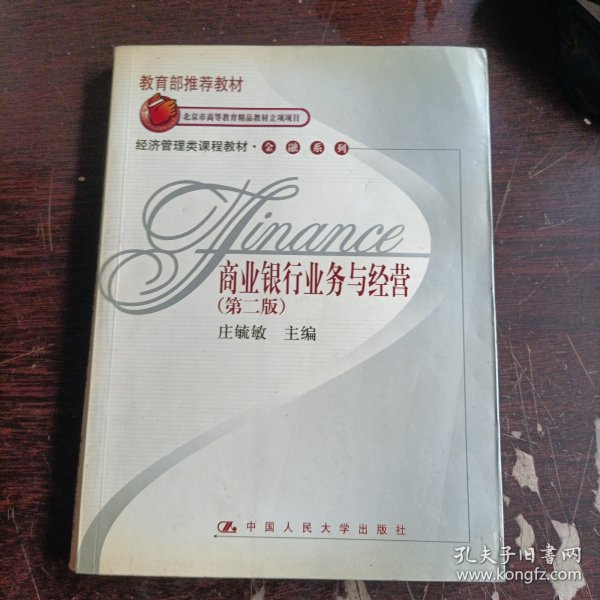 教育部推荐教材
北京市高等教育精品教材立项项目
经济管理类课程教材·金融系列
Finance
商业银行业务与经营
(第二版)
庄毓敏 主编
中国人民大学出版社
孔夫子旧书网
www.kongfz.com